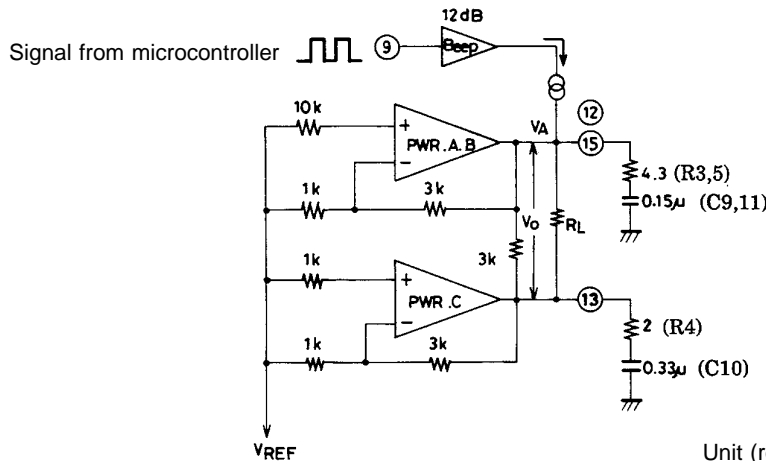 12dB
Signal from microcontroller
9
Beep
10k
+
PWR.A.B
−
VA
12
15
4.3 (R3,5)
0.15μ (C9,11)
1k
3k
Vo
RL
3k
1k
+
PWR.C
−
13
2 (R4)
0.33μ (C10)
1k
3k
VREF
Unit (r